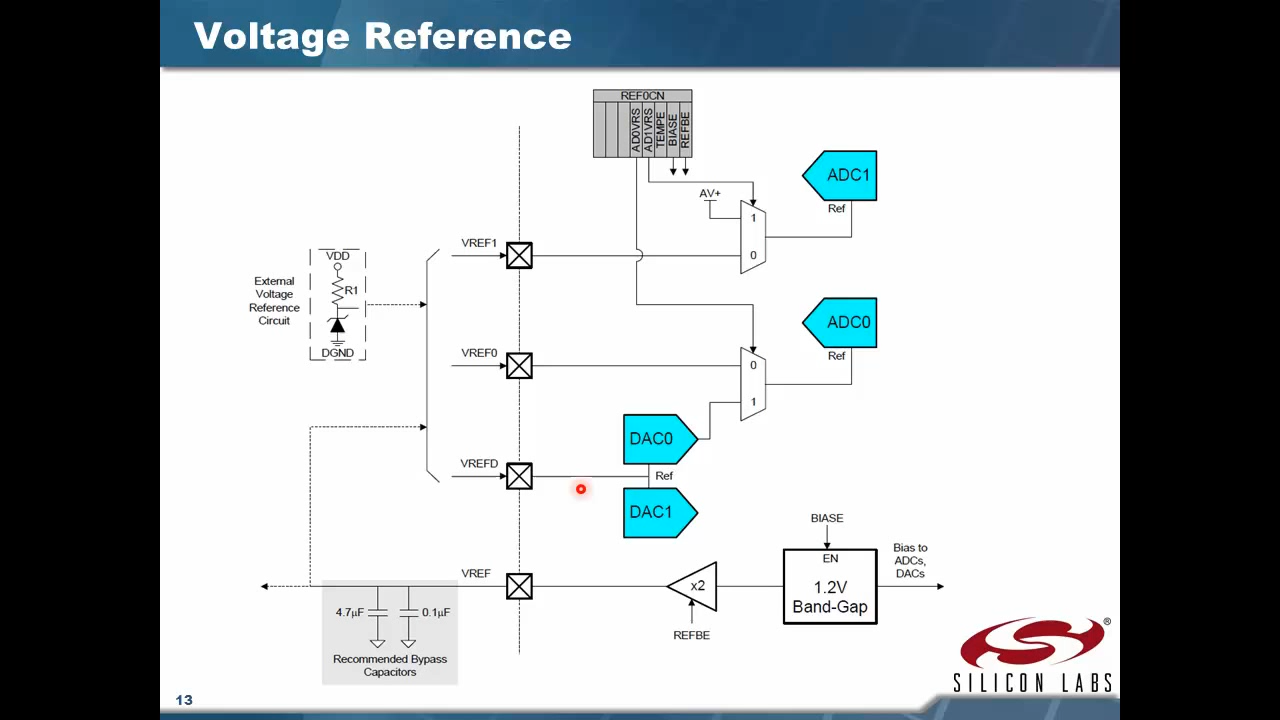 Voltage Reference
REF0CN
AD0VRS
AD1VRS
TEMPE
BIASE
REFBE
ADC1
AV+
Ref
1
VREF1
0
VDD
External
Voltage
Reference
Circuit
R1
DGND
ADC0
VREF0
Ref
0
1
DAC0
VREFD
Ref
DAC1
BIASE
EN
Bias to
ADCs,
DACs
VREF
x2
1.2V
Band-Gap
4.7µF
0.1µF
REFBE
Recommended Bypass
Capacitors
®
SILICON LABS
13